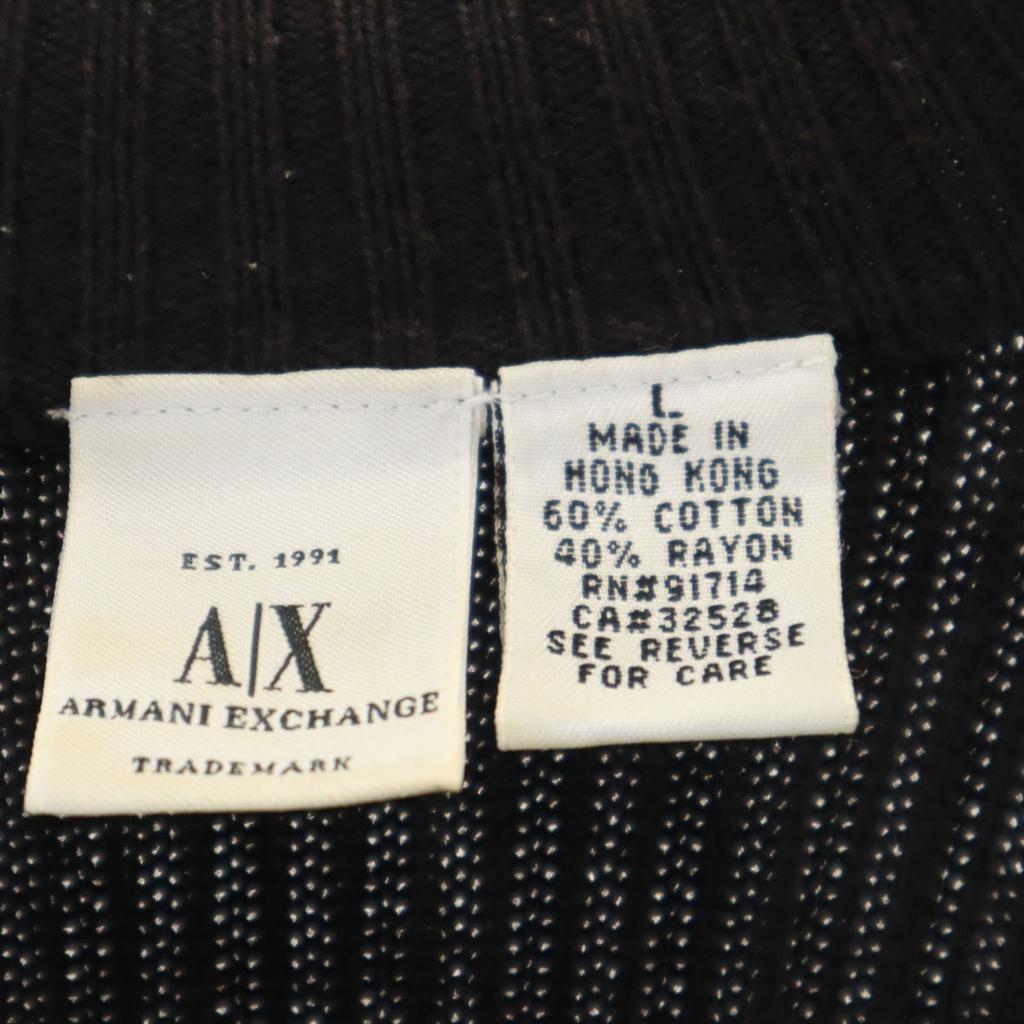 EST. 1991
A|X
ARMANI EXCHANGE
TRADEMARK
L
MADE IN
HONG KONG
60% COTTON
40% RAYON
RN#91714
CA#32528
SEE REVERSE
FOR CARE